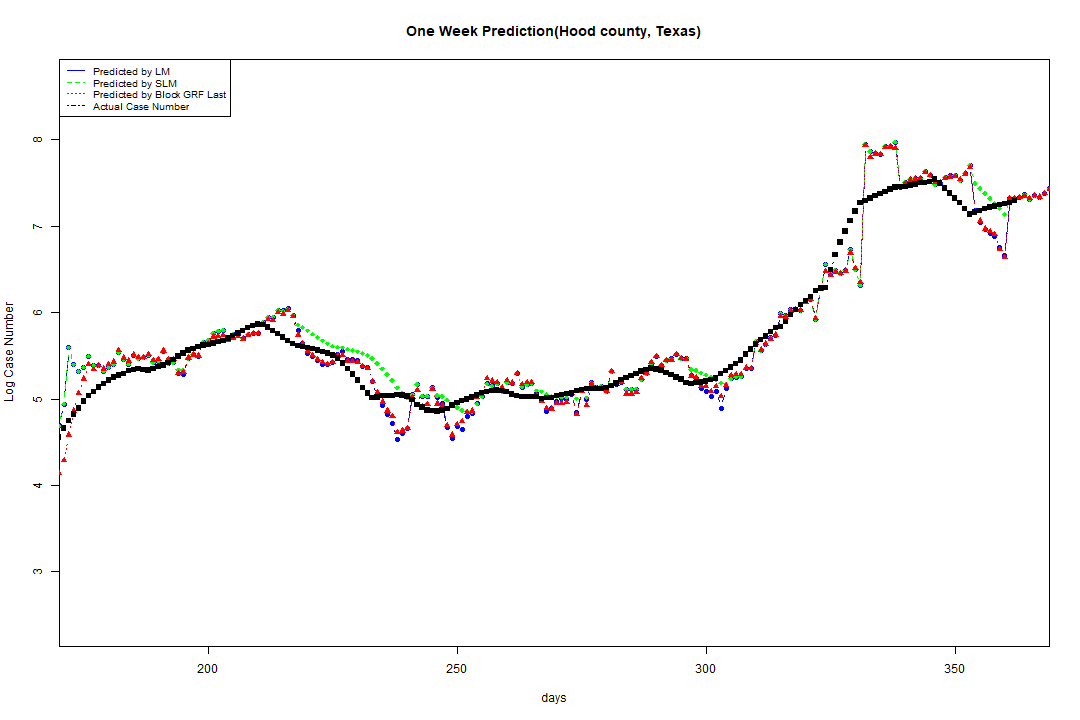 One Week Prediction(Hood county, Texas)
Predicted by LM
Predicted by SLM
Predicted by Block GRF Last
Actual Case Number
Log Case Number
8
7
6
5
4
3
200 250 300 350
days